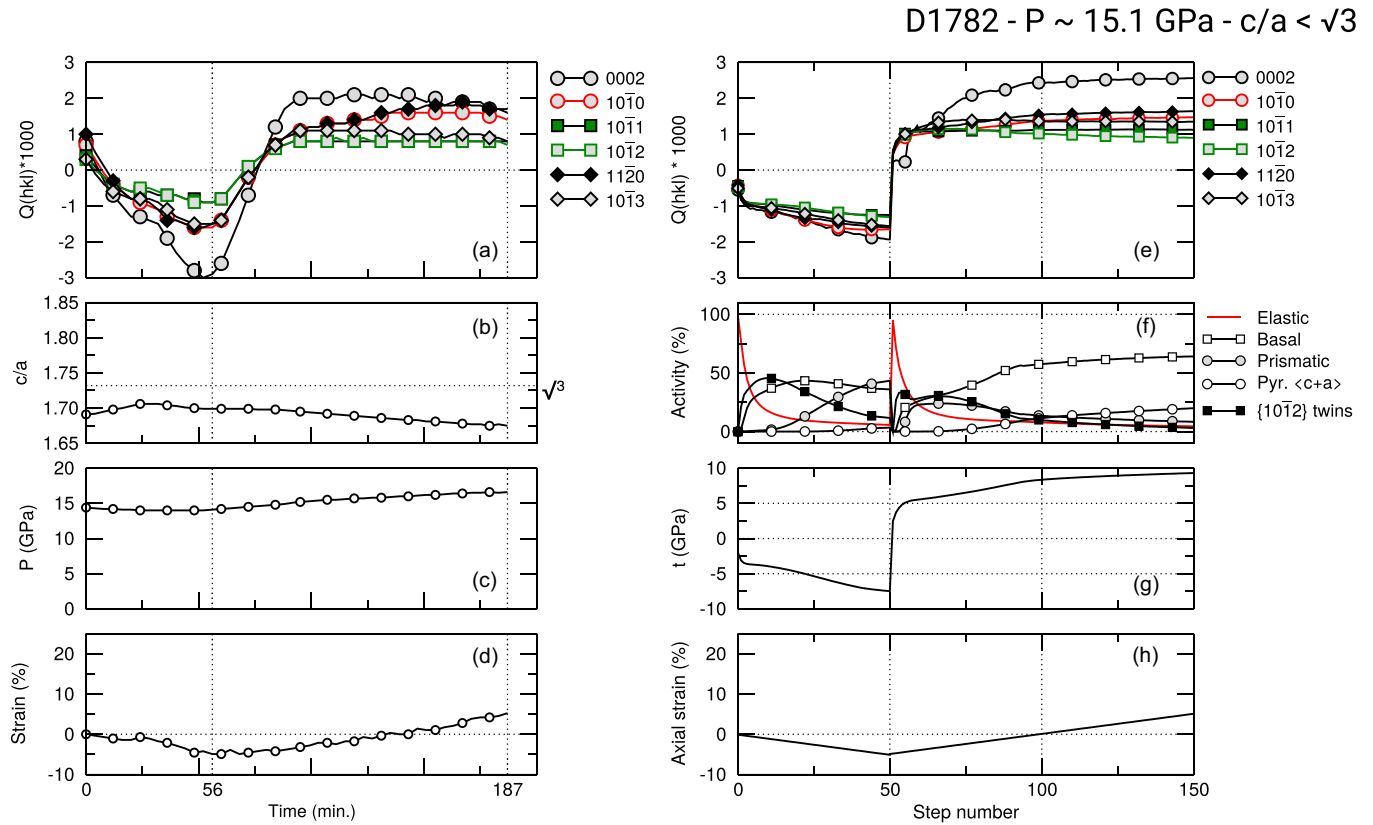 D1782 - P ~ 15.1 GPa - c/a < √3
Q(hkl)*1000
3
2
1
0
-1
-2
-3
(a)
0002
101̅0
101̅1
101̅2
112̅0
101̅3
c/a
1.85
1.80
1.75
1.70
1.65
(b)
√3
P (GPa)
20
15
10
5
0
(c)
Strain (%)
20
10
0
-10
(d)
0
56
187
Time (min.)
Q(hkl) * 1000
3
2
1
0
-1
-2
-3
(e)
0002
101̅0
101̅1
101̅2
112̅0
101̅3
Activity (%)
100
50
0
(f)
Elastic
Basal
Prismatic
Pyr. <c+a>
{101̅2} twins
t (GPa)
10
5
0
-5
-10
(g)
Axial strain (%)
20
10
0
-10
(h)
0
50
100
150
Step number